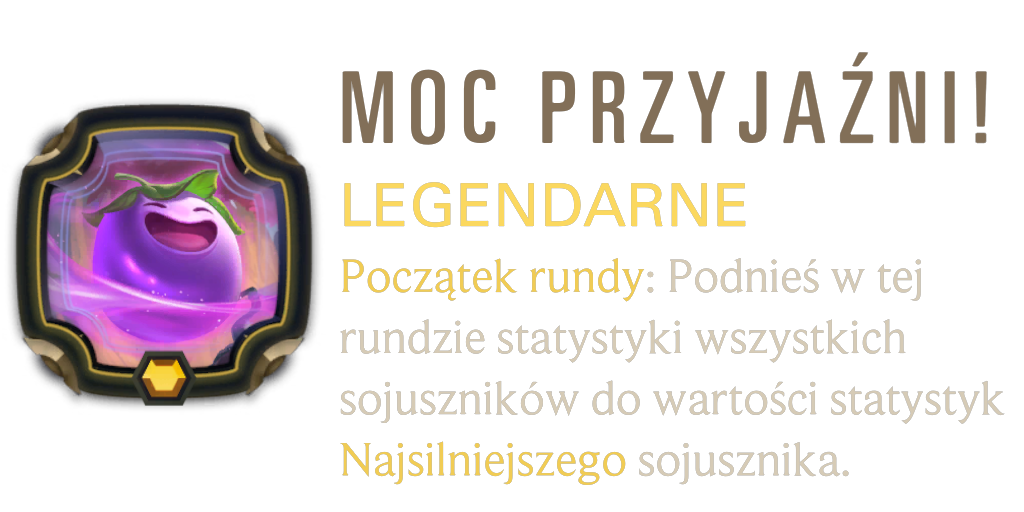 MOC PRZYJAŹNI!
LEGENDARNE
Początek rundy: Podnieś w tej
rundzie statystyki wszystkich
sojuszników do wartości statystyk
Najsilniejszego sojusznika.